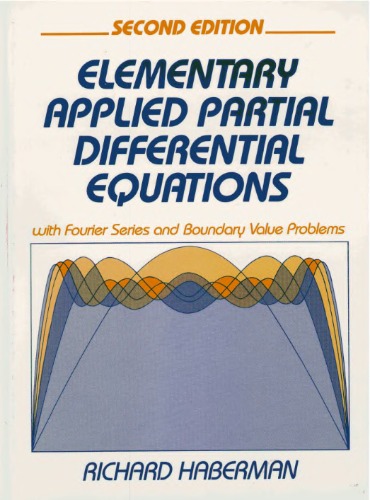 SECOND EDITION
ELEMENTARY
APPLIED PARTIAL
DIFFERENTIAL
EQUATIONS
with Fourier Series and Boundary Value Problems
RICHARD HABERMAN